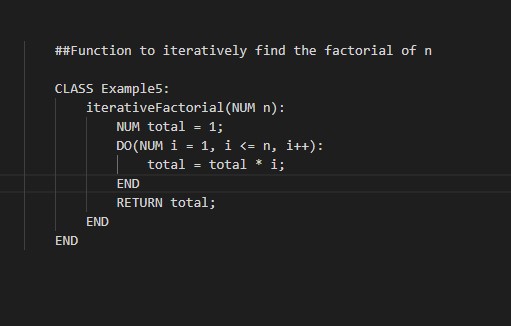 ##Function to iteratively find the factorial of n
CLASS Example5:
iterativeFactorial(NUM n):
NUM total = 1;
DO(NUM i = 1, i <= n, i++):
total = total * i;
END
RETURN total;
END
END